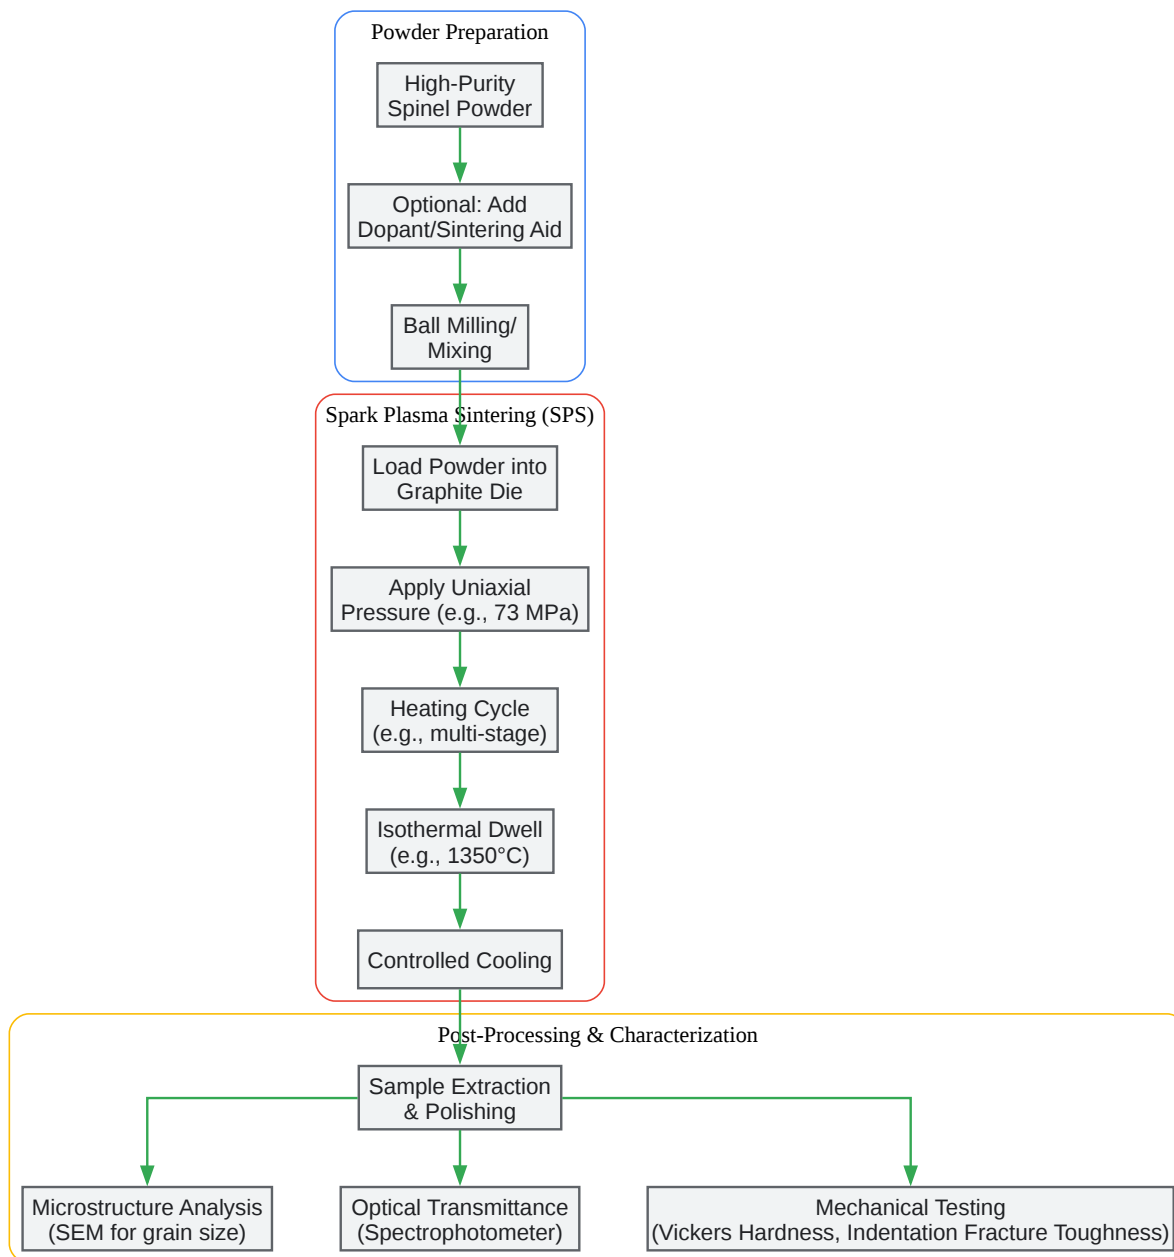 Powder Preparation
High-Purity
Spinel Powder
Optional: Add
Dopant/Sintering Aid
Ball Milling/
Mixing
Spark Plasma Sintering (SPS)
Load Powder into
Graphite Die
Apply Uniaxial
Pressure (e.g., 73 MPa)
Heating Cycle
(e.g., multi-stage)
Isothermal Dwell
(e.g., 1350°C)
Controlled Cooling
Post-Processing & Characterization
Sample Extraction
& Polishing
Microstructure Analysis
(SEM for grain size)
Optical Transmittance
(Spectrophotometer)
Mechanical Testing
(Vickers Hardness, Indentation Fracture Toughness)